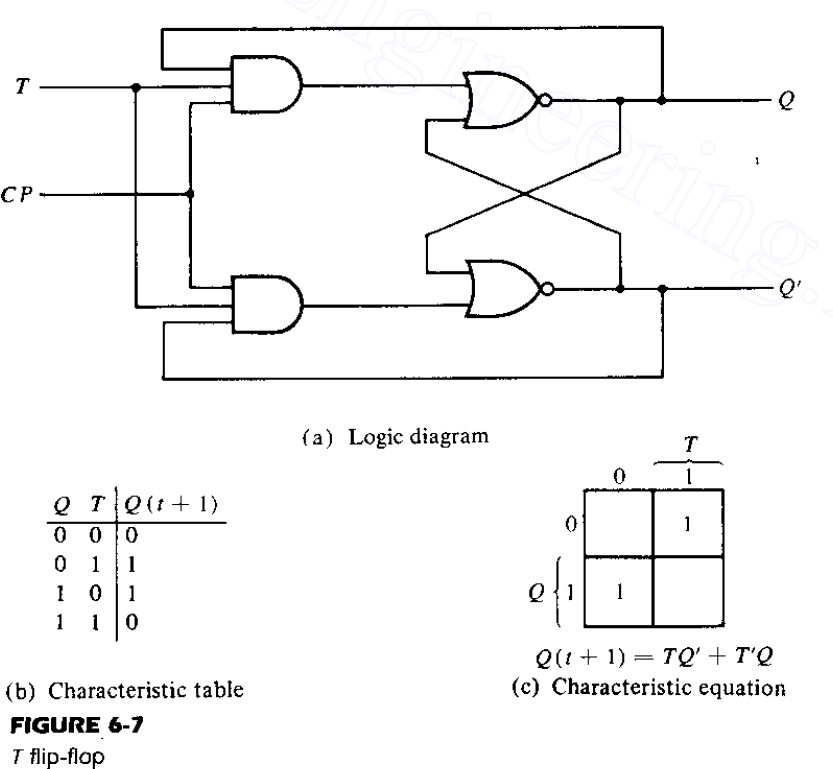 T
CP
Q
Q'
(a) Logic diagram
Q T Q(t + 1)
0 0 0
0 1 1
1 0 1
1 1 0
(b) Characteristic table
T
0 1
0 1
Q 1 1
Q(t + 1) = TQ' + T'Q
(c) Characteristic equation
FIGURE 6-7
T flip-flop